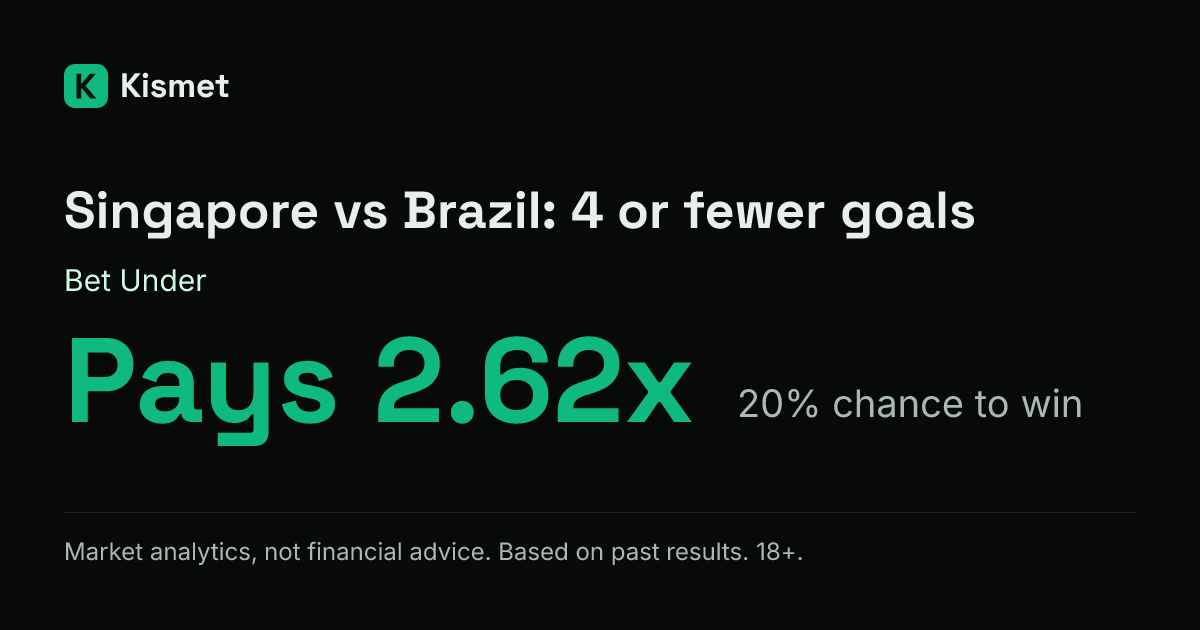 K Kismet
Singapore vs Brazil: 4 or fewer goals
Bet Under
Pays 2.62x 20% chance to win
Market analytics, not financial advice. Based on past results. 18+.